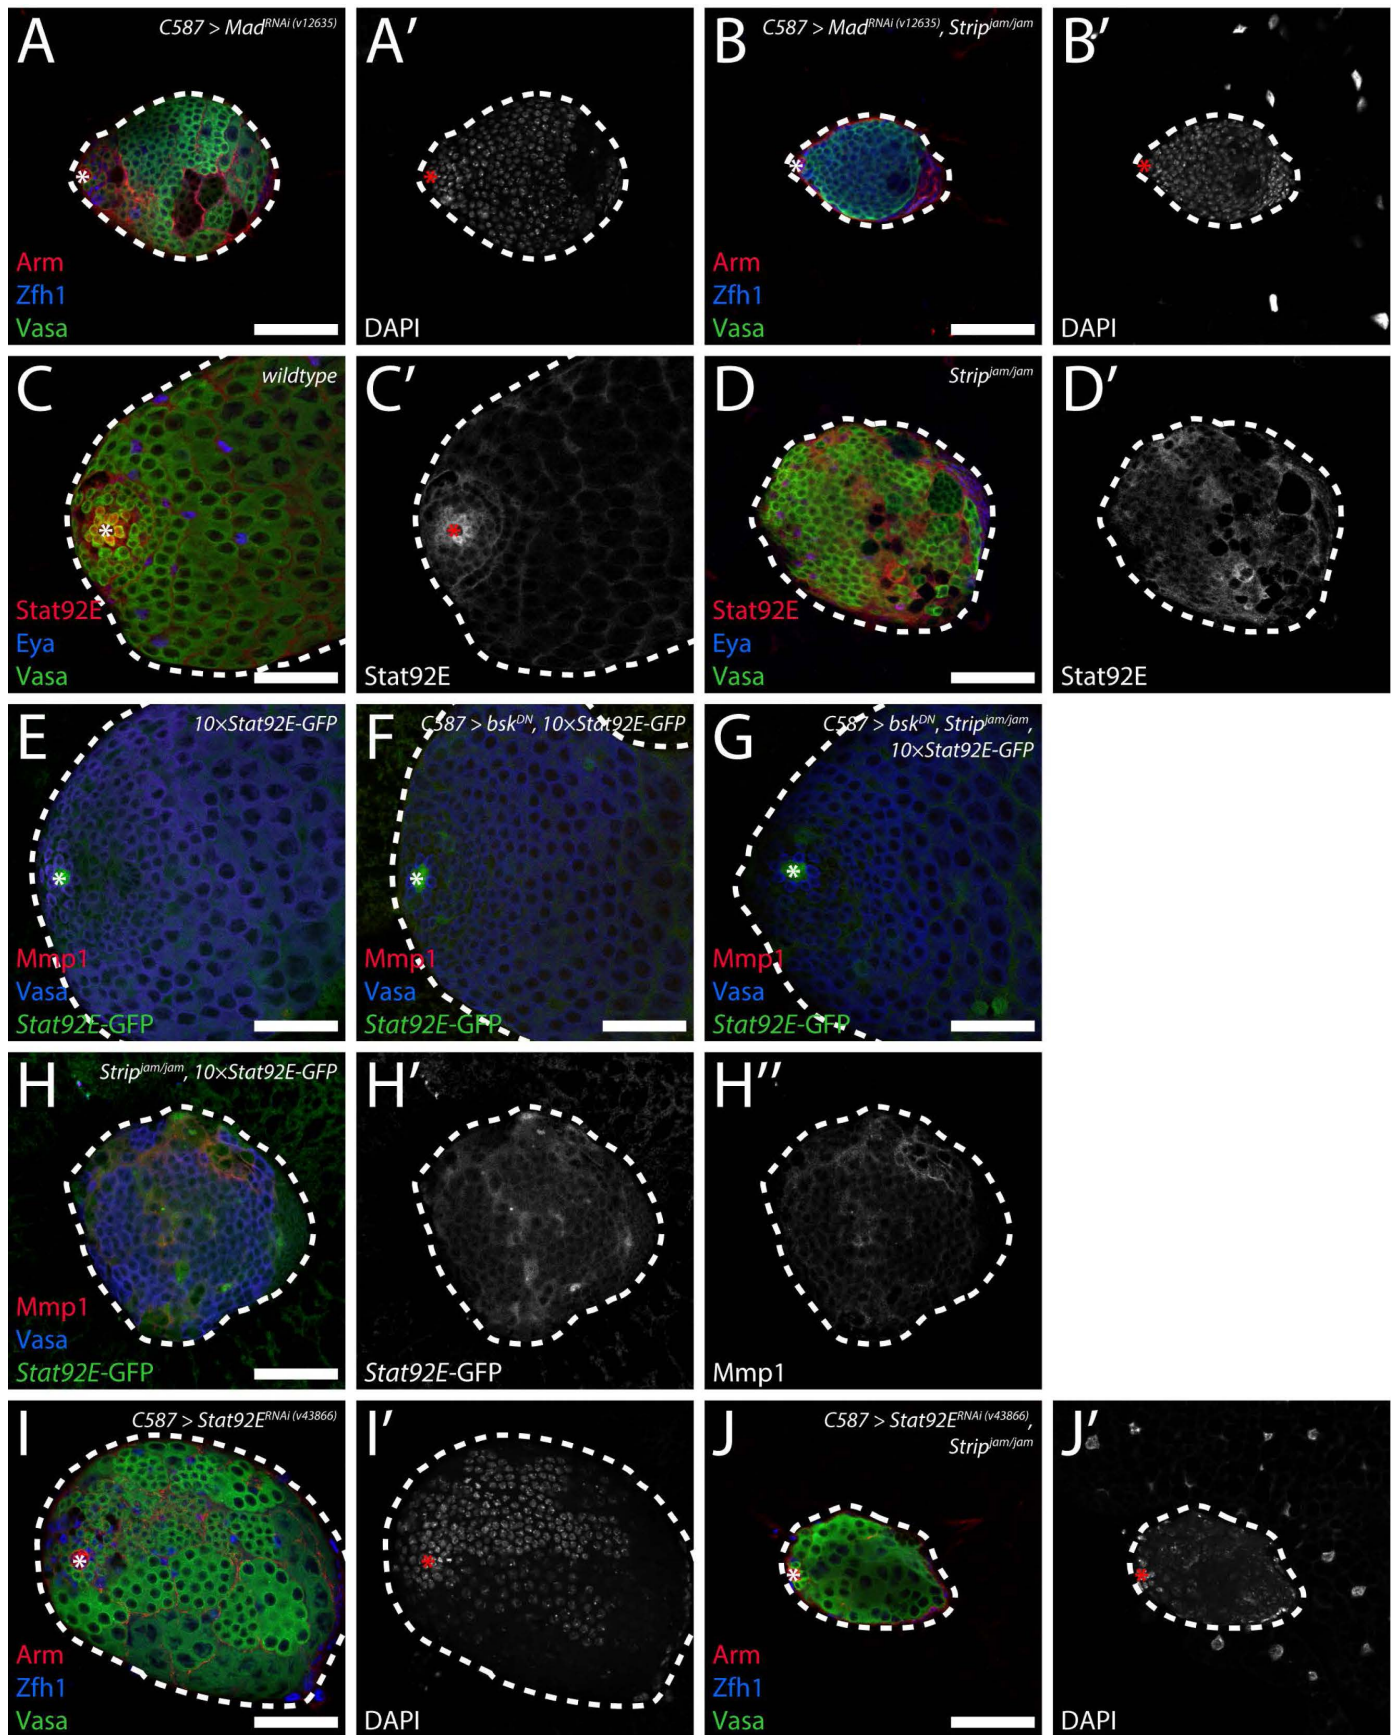 A
C587 > Mad^RNAi (v12635)
Arm
Zfh1
Vasa
A′
DAPI
B
C587 > Mad^RNAi (v12635), Strip^jam/jam
Arm
Zfh1
Vasa
B′
DAPI
C
wildtype
Stat92E
Eya
Vasa
C′
Stat92E
D
Strip^jam/jam
Stat92E
Eya
Vasa
D′
Stat92E
E
10×Stat92E-GFP
Mmp1
Vasa
Stat92E-GFP
F
C587 > bsk^DN, 10×Stat92E-GFP
Mmp1
Vasa
Stat92E-GFP
G
C587 > bsk^DN, Strip^jam/jam,
10×Stat92E-GFP
Mmp1
Vasa
Stat92E-GFP
H
Strip^jam/jam, 10×Stat92E-GFP
Mmp1
Vasa
Stat92E-GFP
H′
Stat92E-GFP
H′′
Mmp1
I
C587 > Stat92E^RNAi (v43866)
Arm
Zfh1
Vasa
I′
DAPI
J
C587 > Stat92E^RNAi (v43866),
Strip^jam/jam
Arm
Zfh1
Vasa
J′
DAPI